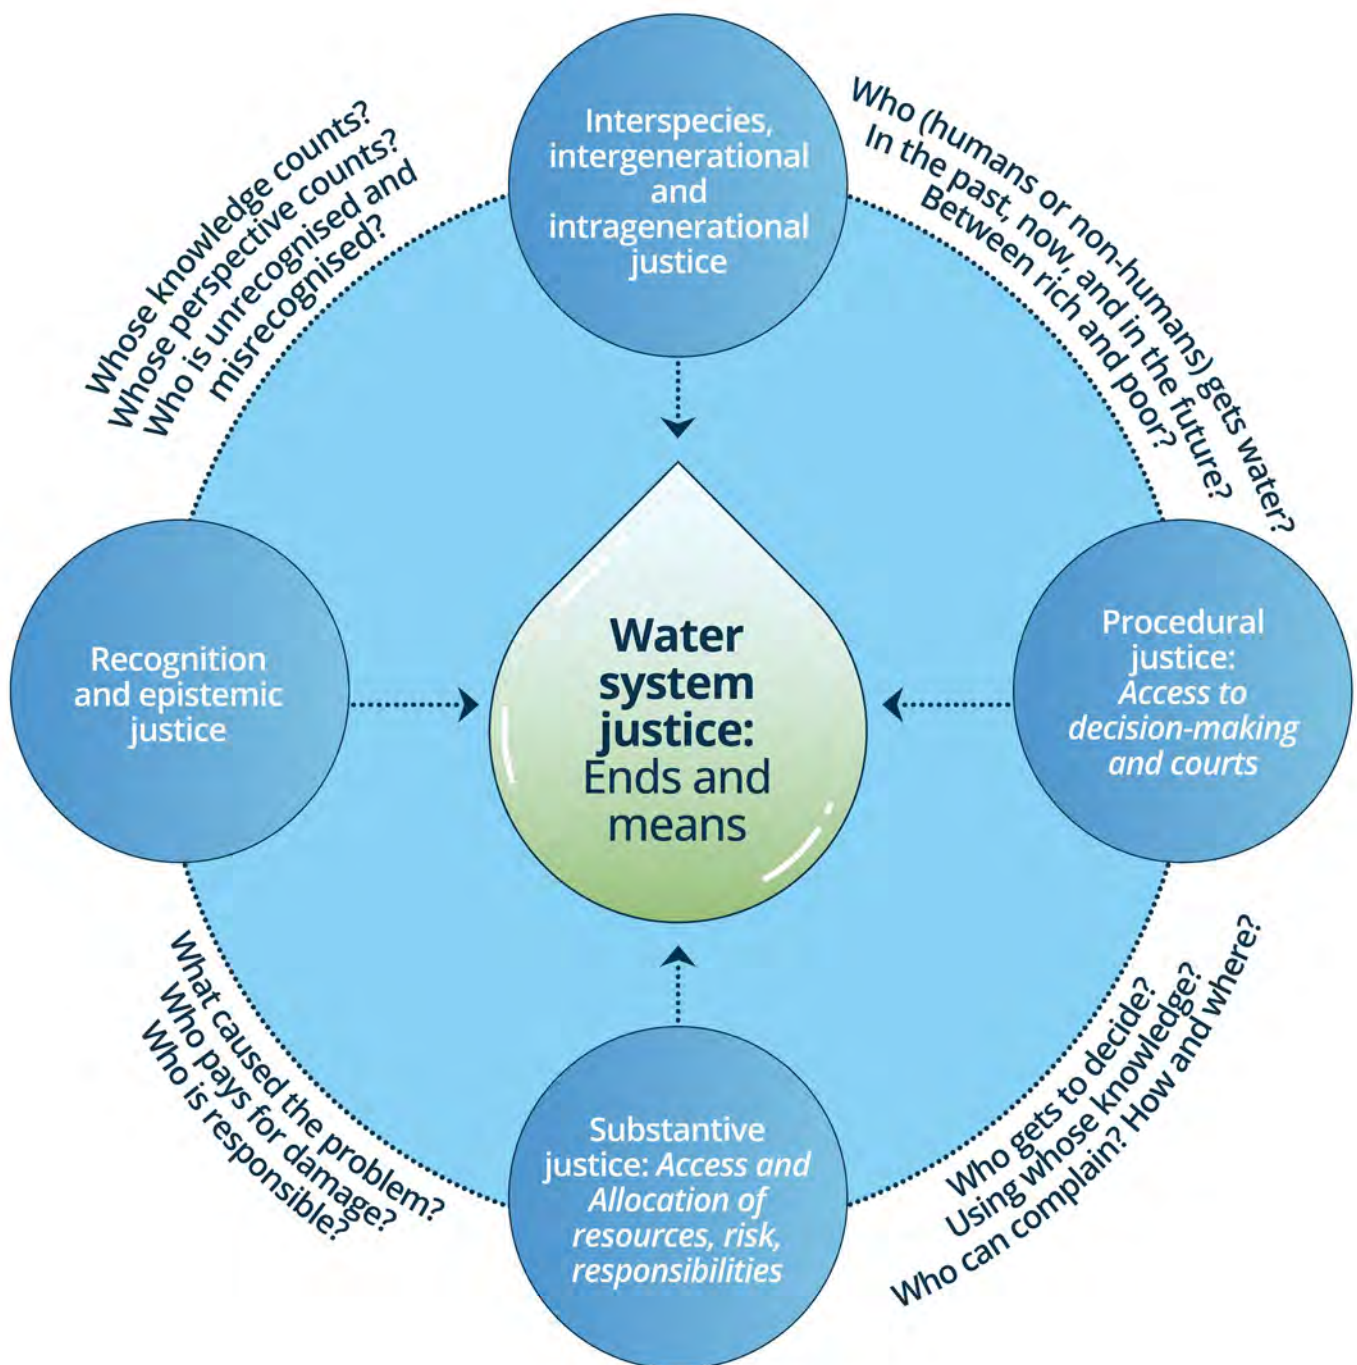 Interspecies,
intergenerational
and
intragenerational
justice
Who (humans or non-humans) gets water?
In the past, now, and in the future?
Between rich and poor?
Procedural
justice:
Access to
decision-making
and courts
Who gets to decide?
Using whose knowledge?
Who can complain? How and where?
Substantive
justice: Access and
Allocation of
resources, risk,
responsibilities
What caused the problem?
Who pays for damage?
Who is responsible?
Recognition
and epistemic
justice
Whose knowledge counts?
Whose perspective counts?
Who is unrecognised and
misrecognised?
Water
system
justice:
Ends and
means